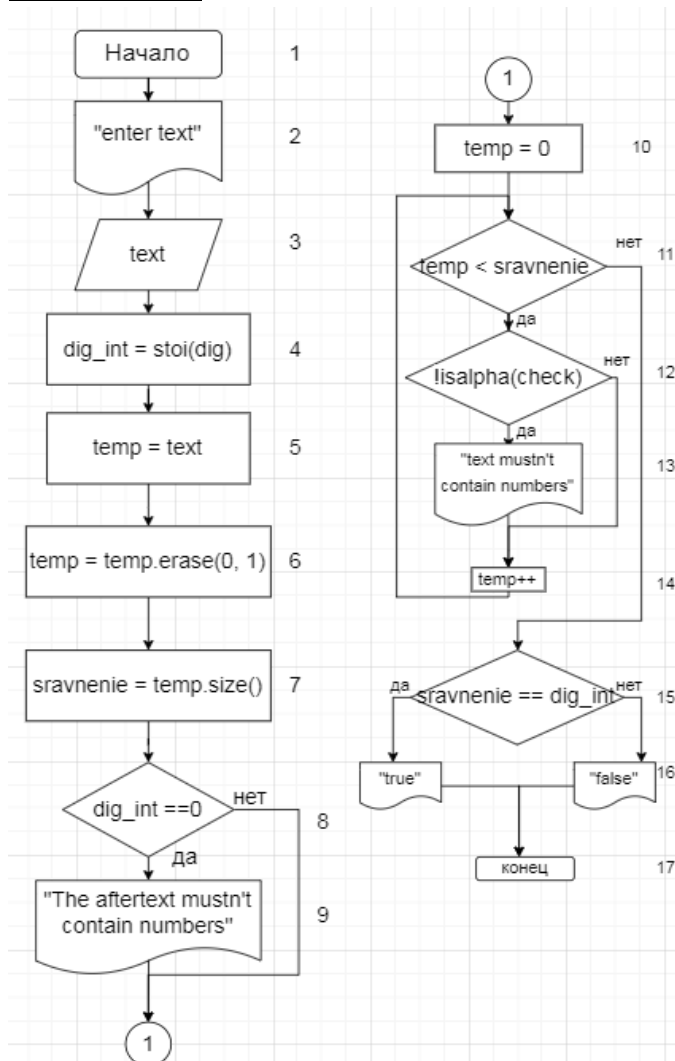 Начало
1
"enter text"
2
text
3
dig_int = stoi(dig)
4
temp = text
5
temp = temp.erase(0, 1)
6
sravnenie = temp.size()
7
dig_int ==0
нет
8
да
"The aftertext mustn't
contain numbers"
9
1
1
temp = 0
10
temp < sravnenie
нет
11
да
!isalpha(check)
нет
12
да
"text mustn't
contain numbers"
13
temp++
14
да
sravnenie == dig_int
нет
15
"true"
"false"
16
конец
17